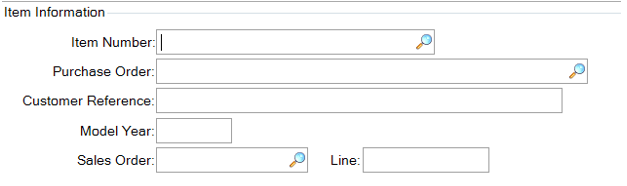 Item Information
Item Number:
Purchase Order:
Customer Reference:
Model Year:
Sales Order: Line: